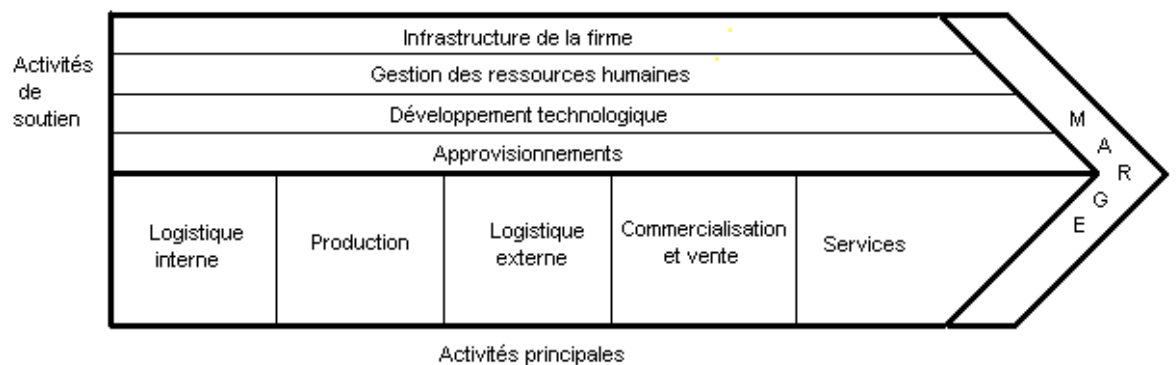 Infrastructure de la firme
Activités
de
soutien
Gestion des ressources humaines
Développement technologique
Approvisionnements
M
A
R
G
E
Logistique
interne
Production
Logistique
externe
Commercialisation
et vente
Services
Activités principales